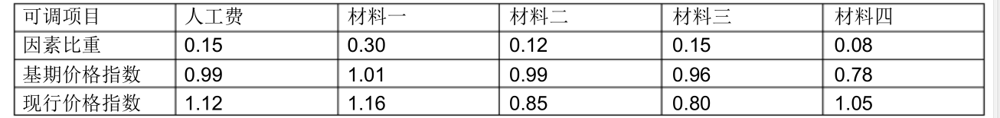 可调项目 人工费 材料一 材料二 材料三 材料四
因素比重 0.15 0.30 0.12 0.15 0.08
基期价格指数 0.99 1.01 0.99 0.96 0.78
现行价格指数 1.12 1.16 0.85 0.80 1.05